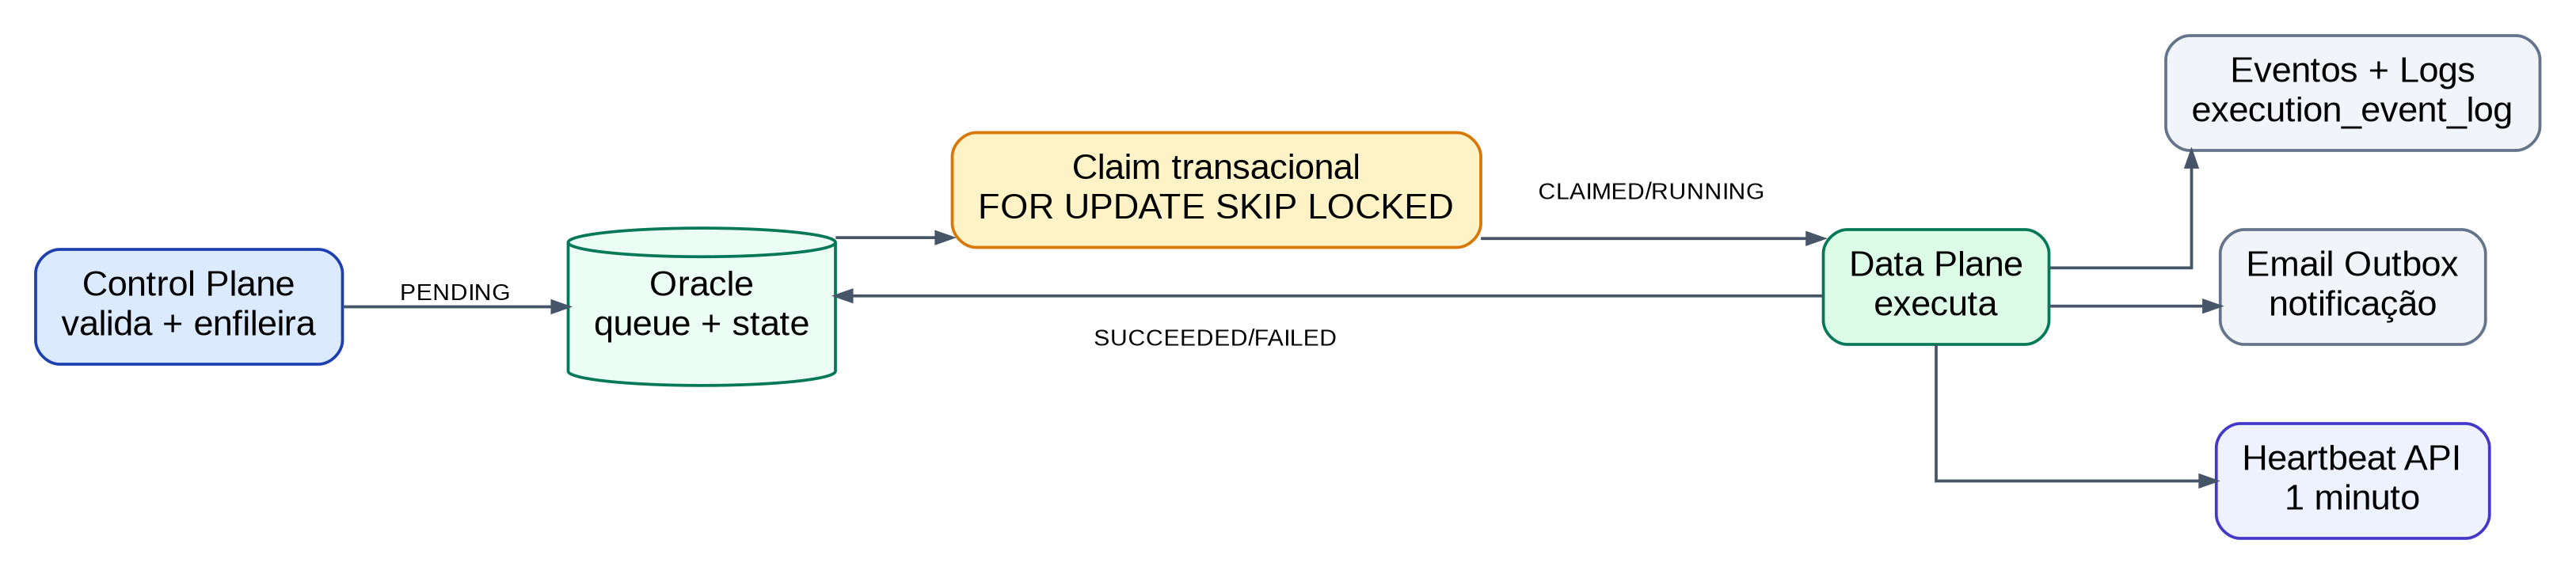 Control Plane
valida + enfileira
PENDING
Oracle
queue + state
Claim transacional
FOR UPDATE SKIP LOCKED
CLAIMED/RUNNING
SUCCEEDED/FAILED
Data Plane
executa
Eventos + Logs
execution_event_log
Email Outbox
notificação
Heartbeat API
1 minuto